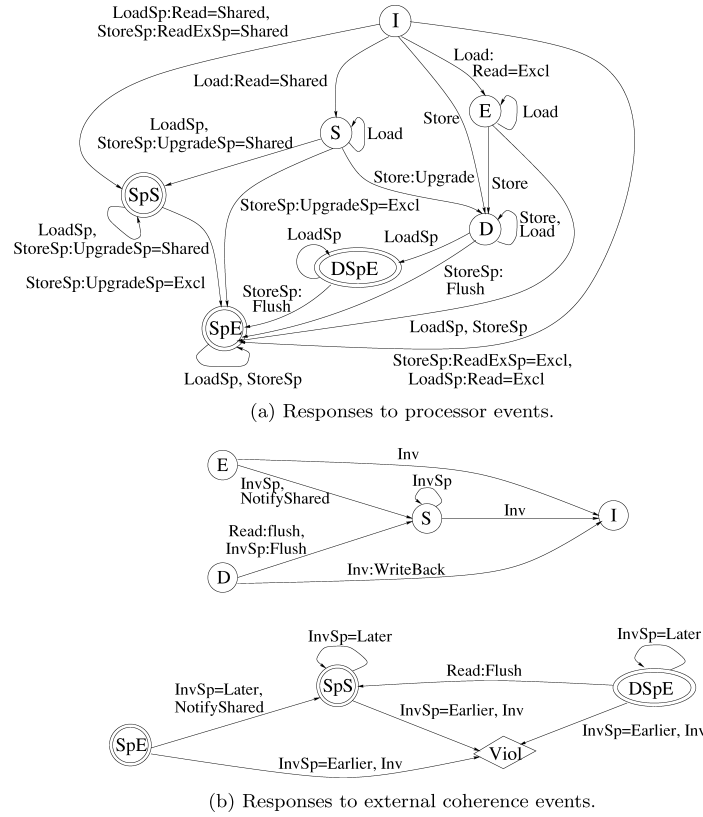 LoadSp:Read=Shared,
StoreSp:ReadExSp=Shared
I
Load:Read=Shared
Load:
Read=Excl
E
Load
Store
LoadSp,
StoreSp:UpgradeSp=Shared
S
Load
Store:Upgrade
Store
SpS
StoreSp:UpgradeSp=Excl
LoadSp,
StoreSp:UpgradeSp=Shared
LoadSp
LoadSp
D
Store,
Load
DSpE
StoreSp:UpgradeSp=Excl
StoreSp:
Flush
StoreSp:
Flush
SpE
LoadSp, StoreSp
LoadSp, StoreSp
StoreSp:ReadExSp=Excl,
LoadSp:Read=Excl
(a) Responses to processor events.
E
Inv
InvSp,
NotifyShared
InvSp
S
Inv
I
Read:flush,
InvSp:Flush
D
Inv:WriteBack
InvSp=Later
InvSp=Later
SpS
Read:Flush
DSpE
InvSp=Later,
NotifyShared
InvSp=Earlier, Inv
InvSp=Earlier, Inv
SpE
InvSp=Earlier, Inv
Viol
(b) Responses to external coherence events.